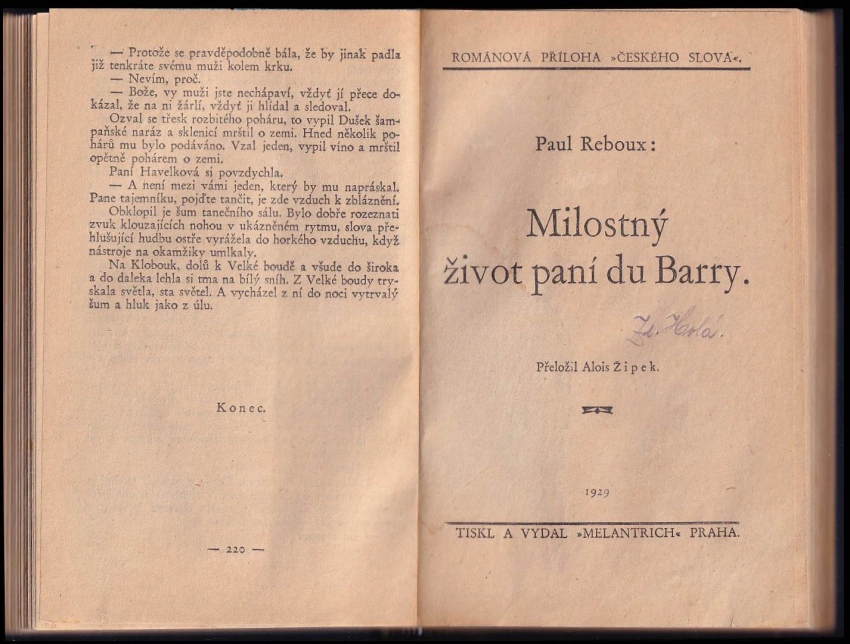 — Protože se pravděpodobně bála, že by jinak padla
již tenkráte svému muži kolem krku.
— Nevím, proč.
— Bože, vy muži jste nechápaví, vždyť jí přece do-
kázal, že na ni žárlí, vždyť ji hlídal a sledoval.
Ozval se třesk rozbitého poháru, to vypil Dušek šam-
paňské naráz a sklenicí mrštil o zemi. Hned několik po-
hárů mu bylo podáváno. Vzal jeden, vypil víno a mrštil
opětně pohárem o zemi.
Paní Havelková si povzdychla.
— A není mezi vámi jeden, který by mu napráskal.
Pane tajemníku, pojďte tančit, je zde vzduch k zbláznění.
Obklopil je šum tanečního sálu. Bylo dobře rozeznati
zvuk klouzajících nohou v ukázněném rytmu, slova pře-
hlušující hudbu ostře vyrážela do horkého vzduchu, když
nástroje na okamžiky umlkaly.
Na Klobouk, dolů k Velké boudě a všude do široka
a do daleka lehla si tma na bílý sníh. Z Velké boudy try-
skala světla, sta světel. A vycházel z ní do noci vytrvalý
šum a hluk jako z úlu.
Konec.
— 220 —
ROMÁNOVÁ PŘÍLOHA »ČESKÉHO SLOVA«.
Paul Reboux:
Milostný
život paní du Barry.
Přeložil Alois Žipek.
1929
TISKL A VYDAL »MELANTRICH« PRAHA.